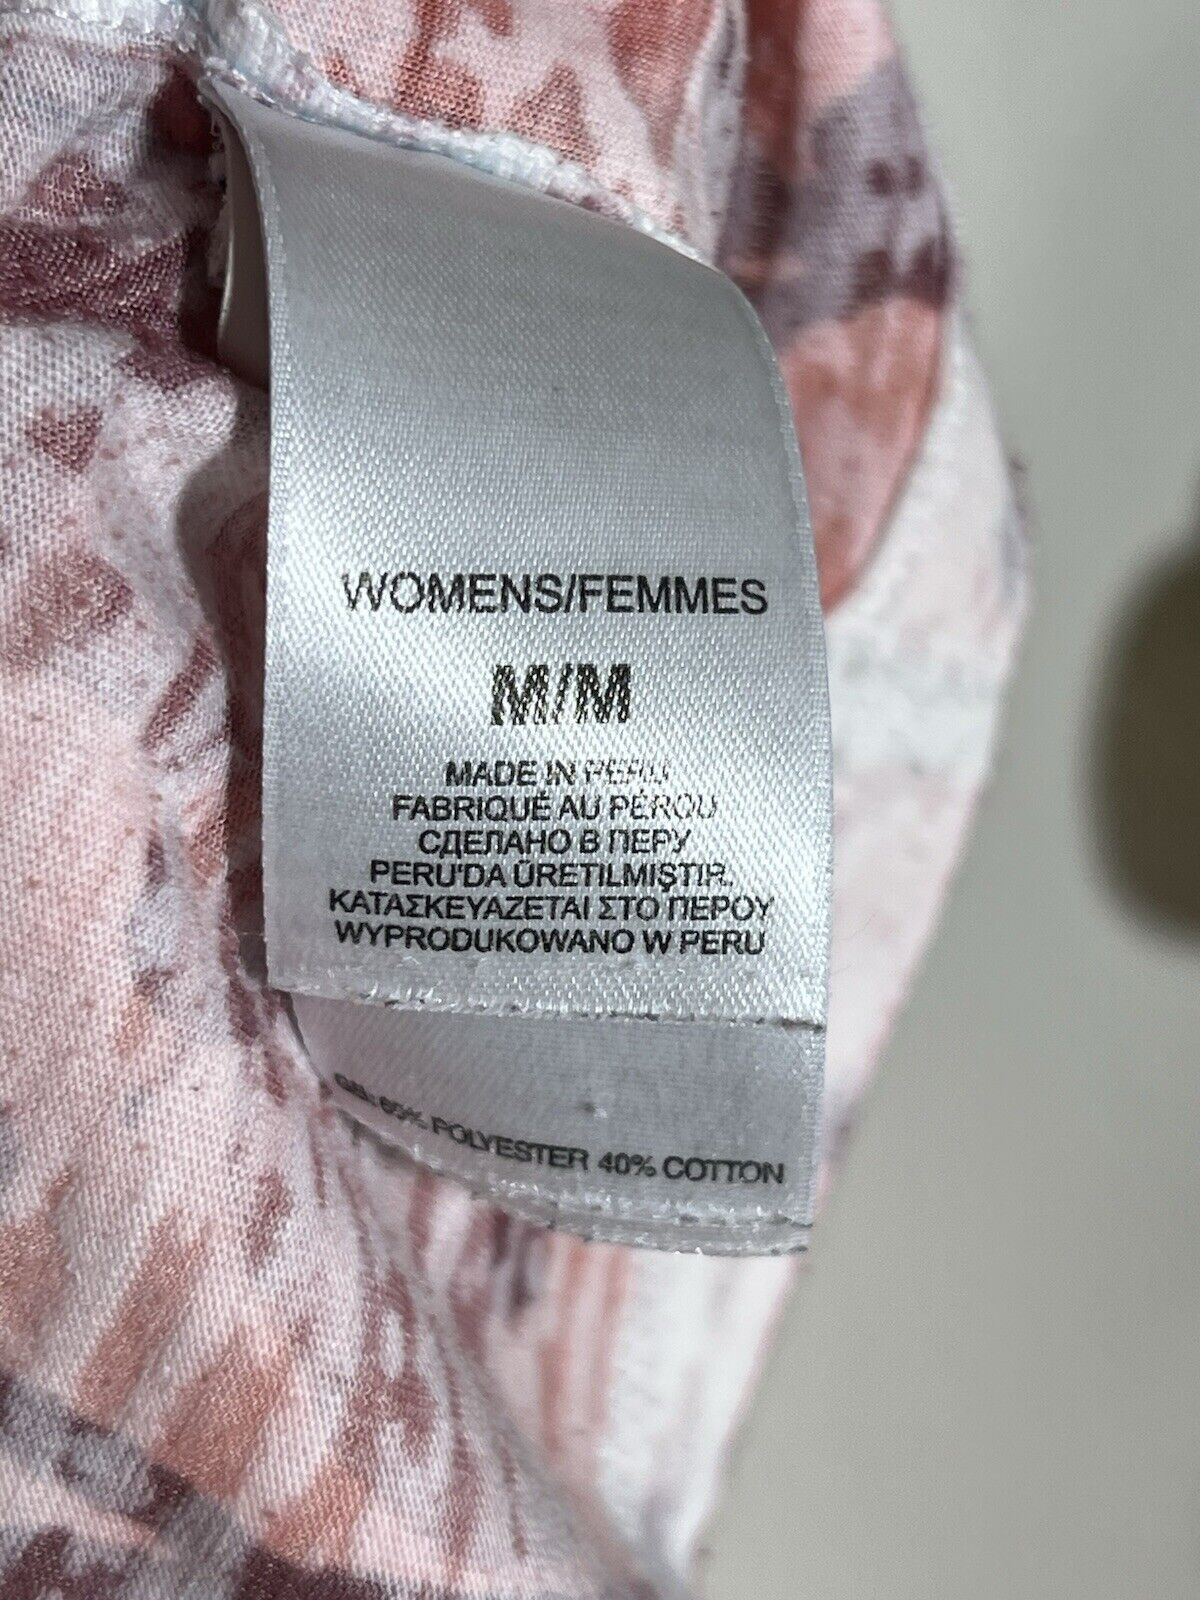 WOMENS/FEMMES
M/M
MADE IN PERU
FABRIQUÉ AU PÉROU
СДЕЛАНО В ПЕРУ
PERU'DA ÜRETILMIŞTIR.
ΚΑΤΑΣΚΕΥΑΖΕΤΑΙ ΣΤΟ ΠΕΡΟΥ
WYPRODUKOWANO W PERU
GB: 60% POLYESTER 40% COTTON